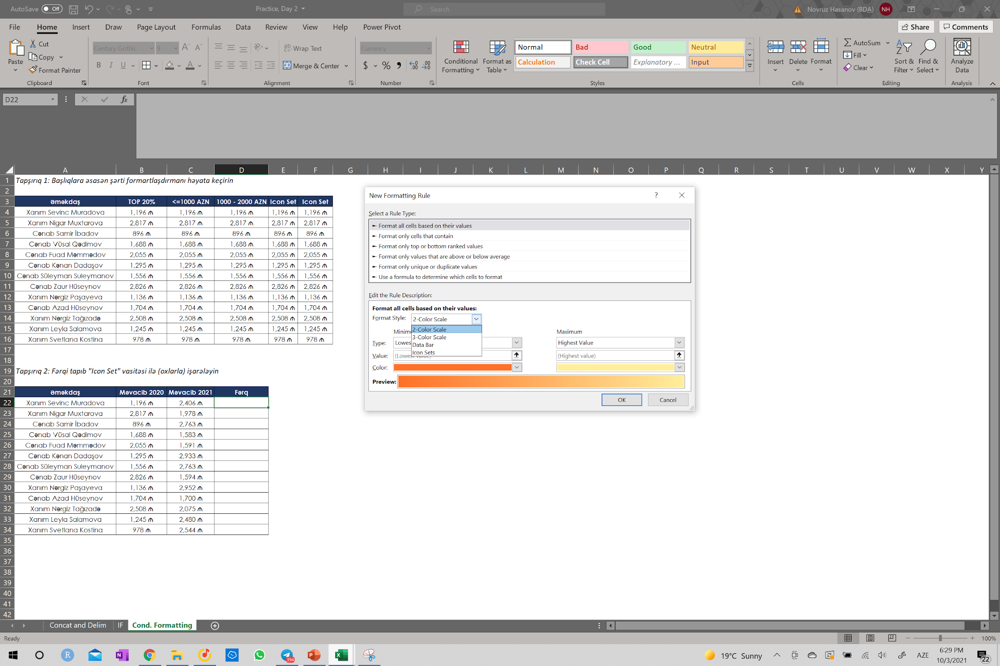 AutoSave Off Practice, Day 2 Search Novruz Hasanov (BDA) NH
File Home Insert Draw Page Layout Formulas Data Review View Help Power Pivot Share Comments
Paste Cut Copy Format Painter Clipboard
Century Gothic 9 B I U Font
Wrap Text Merge & Center Alignment
Currency $ % Number
Conditional Formatting Format as Table
Normal Bad Good Neutral
Calculation Check Cell Explanatory ... Input
Styles
Insert Delete Format Cells
AutoSum Fill Clear Sort & Filter Find & Select Editing
Analyze Data Analysis
D22 fx
A B C D E F G H I J K L M N O P Q R S T U V W X Y
1 Tapşırıq 1: Başlıqlara əsasən şərti formartlaşdırmanı həyata keçirin
2
3 Əməkdaş TOP 20% <=1000 AZN 1000 - 2000 AZN Icon Set Icon Set
4 Xanım Sevinc Muradova 1,196 ₼ 1,196 ₼ 1,196 ₼ 1,196 ₼ 1,196 ₼
5 Xanım Nigar Muxtarova 2,817 ₼ 2,817 ₼ 2,817 ₼ 2,817 ₼ 2,817 ₼
6 Cənab Samir İbadov 896 ₼ 896 ₼ 896 ₼ 896 ₼ 896 ₼
7 Cənab Vüsal Qədimov 1,688 ₼ 1,688 ₼ 1,688 ₼ 1,688 ₼ 1,688 ₼
8 Cənab Fuad Məmmədov 2,055 ₼ 2,055 ₼ 2,055 ₼ 2,055 ₼ 2,055 ₼
9 Cənab Kənan Dadaşov 1,295 ₼ 1,295 ₼ 1,295 ₼ 1,295 ₼ 1,295 ₼
10 Cənab Süleyman Suleymanov 1,556 ₼ 1,556 ₼ 1,556 ₼ 1,556 ₼ 1,556 ₼
11 Cənab Zaur Hüseynov 2,826 ₼ 2,826 ₼ 2,826 ₼ 2,826 ₼ 2,826 ₼
12 Xanım Nərgiz Paşayeva 1,136 ₼ 1,136 ₼ 1,136 ₼ 1,136 ₼ 1,136 ₼
13 Cənab Azad Hüseynov 1,704 ₼ 1,704 ₼ 1,704 ₼ 1,704 ₼ 1,704 ₼
14 Xanım Nərgiz Tağızadə 2,508 ₼ 2,508 ₼ 2,508 ₼ 2,508 ₼ 2,508 ₼
15 Xanım Leyla Salamova 1,245 ₼ 1,245 ₼ 1,245 ₼ 1,245 ₼ 1,245 ₼
16 Xanım Svetlana Kostina 978 ₼ 978 ₼ 978 ₼ 978 ₼ 978 ₼
17
18
19 Tapşırıq 2: Fərqi tapıb "Icon Set" vasitəsi ilə (oxlarla) işarələyin
20
21 Əməkdaş Məvacib 2020 Məvacib 2021 Fərq
22 Xanım Sevinc Muradova 1,196 ₼ 2,406 ₼
23 Xanım Nigar Muxtarova 2,817 ₼ 1,978 ₼
24 Cənab Samir İbadov 896 ₼ 2,763 ₼
25 Cənab Vüsal Qədimov 1,688 ₼ 1,583 ₼
26 Cənab Fuad Məmmədov 2,055 ₼ 1,591 ₼
27 Cənab Kənan Dadaşov 1,295 ₼ 2,933 ₼
28 Cənab Süleyman Suleymanov 1,556 ₼ 2,763 ₼
29 Cənab Zaur Hüseynov 2,826 ₼ 1,594 ₼
30 Xanım Nərgiz Paşayeva 1,136 ₼ 2,952 ₼
31 Cənab Azad Hüseynov 1,704 ₼ 1,700 ₼
32 Xanım Nərgiz Tağızadə 2,508 ₼ 2,075 ₼
33 Xanım Leyla Salamova 1,245 ₼ 2,480 ₼
34 Xanım Svetlana Kostina 978 ₼ 2,544 ₼
35
36
37
38
39
40
41
42
New Formatting Rule ?
Select a Rule Type:
► Format all cells based on their values
► Format only cells that contain
► Format only top or bottom ranked values
► Format only values that are above or below average
► Format only unique or duplicate values
► Use a formula to determine which cells to format
Edit the Rule Description:
Format all cells based on their values:
Format Style: 2-Color Scale
2-Color Scale
3-Color Scale
Data Bar
Icon Sets
Maximum
Type: Highest Value
Value: (Highest value)
Color:
Preview:
OK Cancel
Concat and Delim IF Cond. Formatting
Ready 100%
19°C Sunny AZE 6:29 PM
10/3/2021
394
22